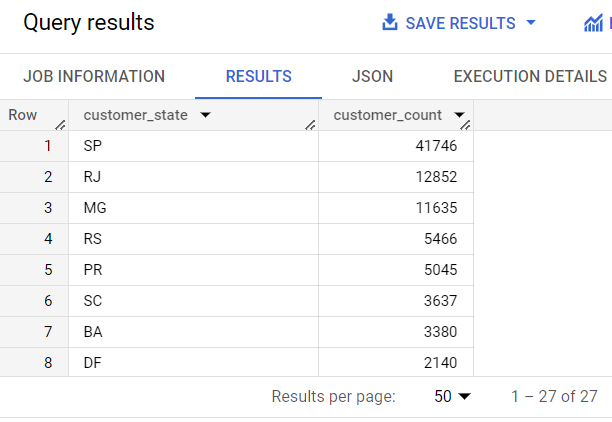 Query results SAVE RESULTS
JOB INFORMATION RESULTS JSON EXECUTION DETAILS
Row customer_state customer_count
1 SP 41746
2 RJ 12852
3 MG 11635
4 RS 5466
5 PR 5045
6 SC 3637
7 BA 3380
8 DF 2140
Results per page: 50 1 – 27 of 27